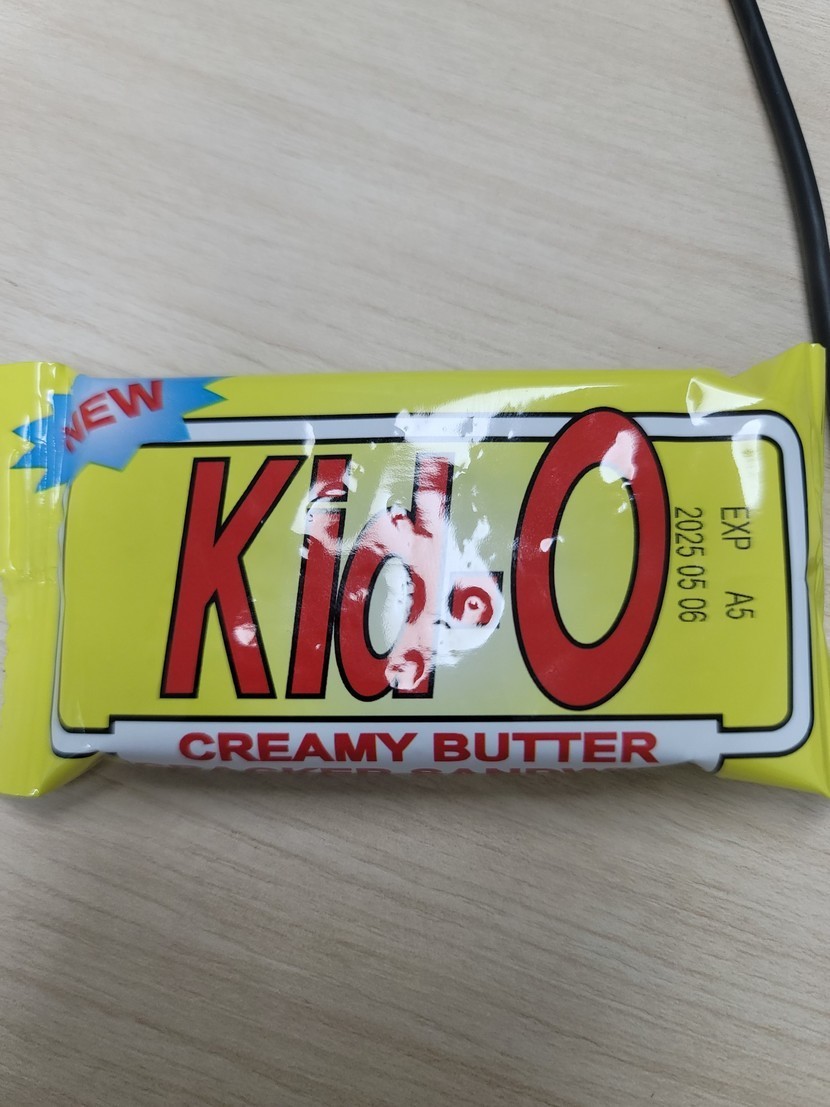 NEW
Kid-O
EXP A5
2025 05 06
CREAMY BUTTER